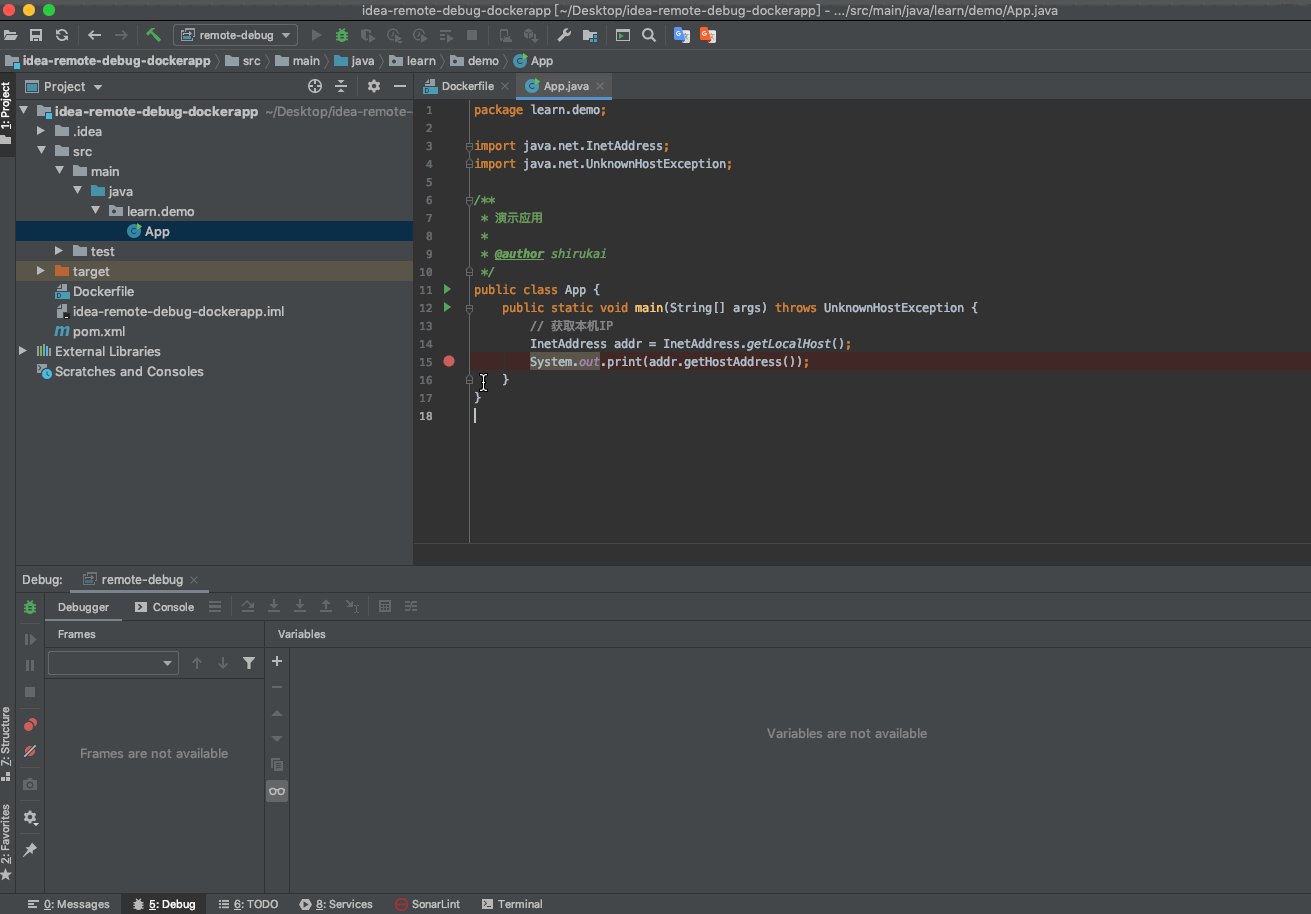 idea-remote-debug-dockerapp [~/Desktop/idea-remote-debug-dockerapp] - .../src/main/java/learn/demo/App.java
remote-debug
idea-remote-debug-dockerapp src main java learn demo App
1: Project
Project
Dockerfile
App.java
idea-remote-debug-dockerapp ~/Desktop/idea-remote-
.idea
src
main
java
learn.demo
App
test
target
Dockerfile
idea-remote-debug-dockerapp.iml
pom.xml
External Libraries
Scratches and Consoles
1 package learn.demo;
2
3 import java.net.InetAddress;
4 import java.net.UnknownHostException;
5
6 /**
7 * 演示应用
8 *
9 * @author shirukai
10 */
11 public class App {
12 public static void main(String[] args) throws UnknownHostException {
13 // 获取本机IP
14 InetAddress addr = InetAddress.getLocalHost();
15 System.out.print(addr.getHostAddress());
16 }
17 }
18
Debug: remote-debug
Debugger Console
Frames
Variables
Frames are not available
Variables are not available
7: Structure
2: Favorites
0: Messages 5: Debug 6: TODO 8: Services SonarLint Terminal